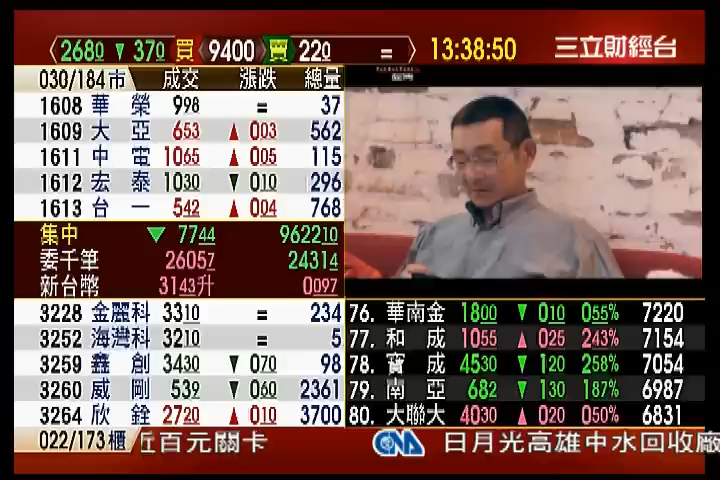 2680 ▼ 370 買 9400 賣 220 = 13:38:50 三立財經台
030/184市 成交 漲跌 總量
1608 華榮 998 = 37
1609 大亞 653 ▲ 003 562
1611 中電 1065 ▲ 005 115
1612 宏泰 1030 ▼ 010 296
1613 台一 542 ▲ 004 768
集中 ▼ 7744 962210
委千筆 26057 24314
新台幣 3143升 0097
3228 金麗科 3310 = 234
3252 海灣科 3210 = 5
3259 鑫創 3430 ▼ 070 98
3260 威剛 539 ▼ 060 2361
3264 欣銓 2720 ▲ 010 3700
76. 華南金 1800 ▼ 010 055% 7220
77. 和成 1055 ▲ 025 243% 7154
78. 寶成 4530 ▼ 120 258% 7054
79. 南亞 682 ▼ 130 187% 6987
80. 大聯大 4030 ▲ 020 050% 6831
022/173櫃 近百元關卡 CNA 日月光高雄中水回收廠